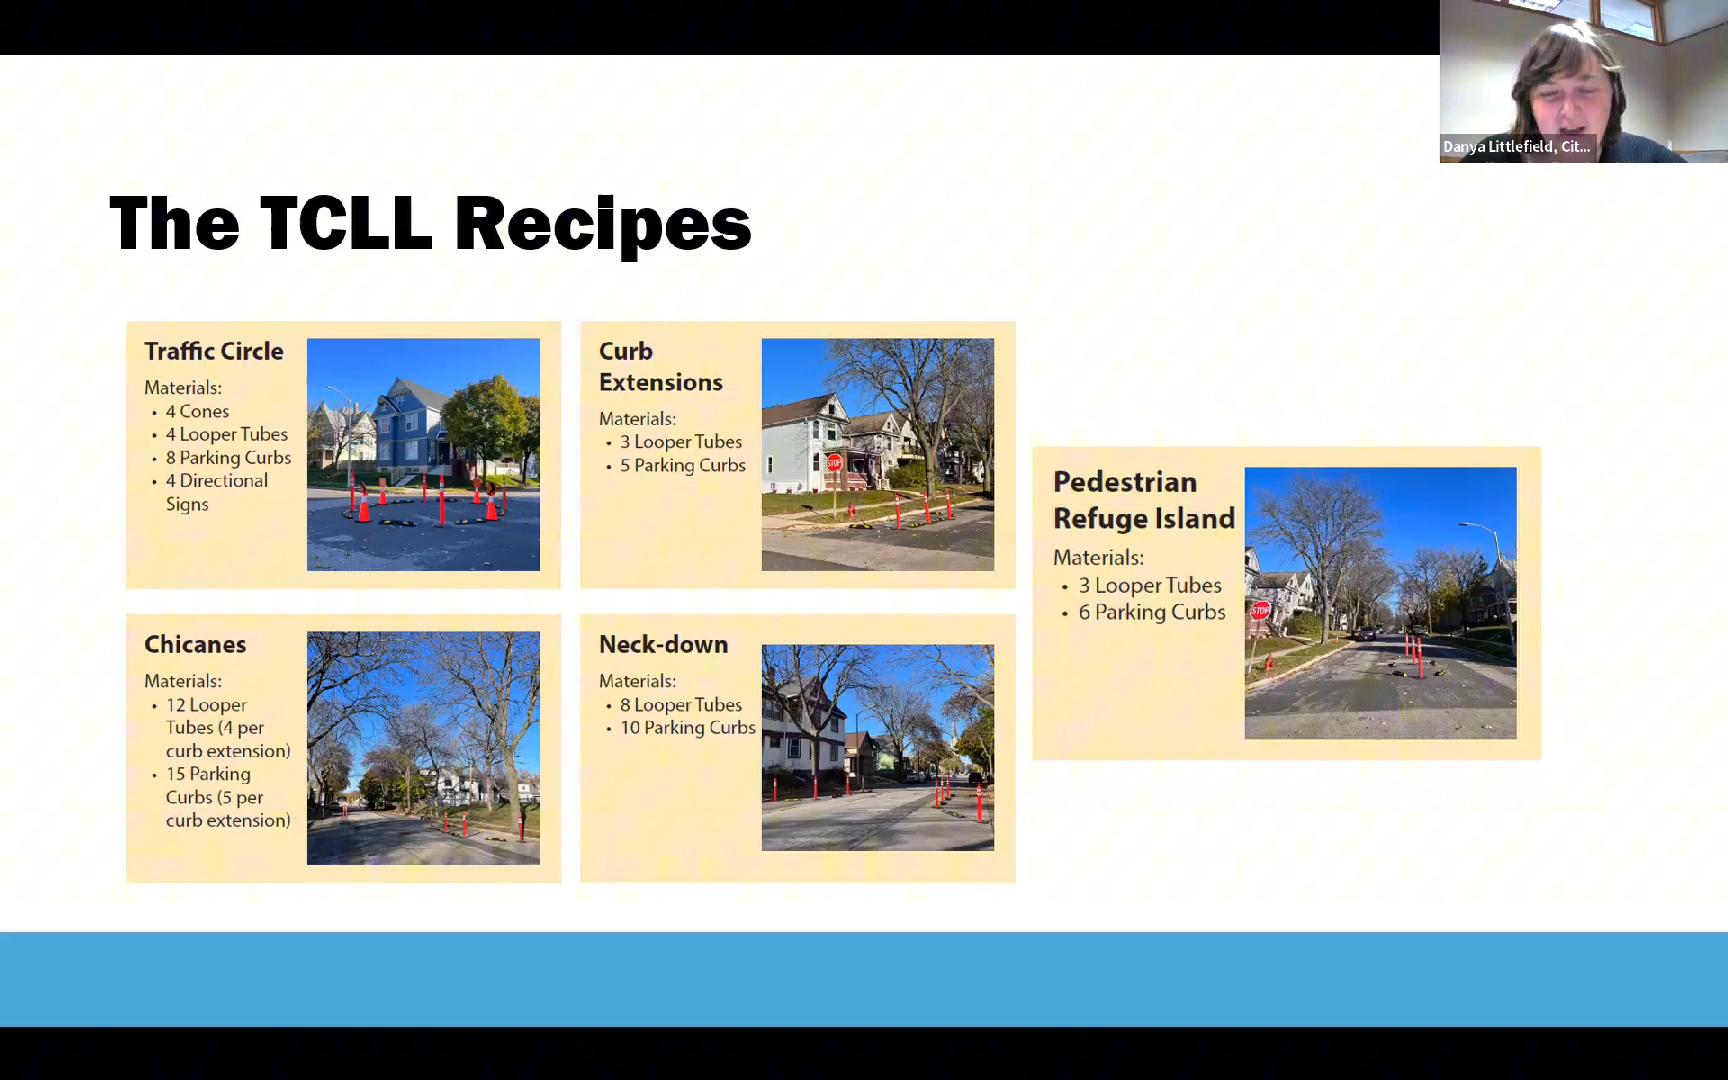 Danya Littlefield, Cit...
The TCLL Recipes
Traffic Circle
Materials:
• 4 Cones
• 4 Looper Tubes
• 8 Parking Curbs
• 4 Directional
Signs
Curb
Extensions
Materials:
• 3 Looper Tubes
• 5 Parking Curbs
STOP
Pedestrian
Refuge Island
Materials:
• 3 Looper Tubes
• 6 Parking Curbs
STOP
Chicanes
Materials:
• 12 Looper
Tubes (4 per
curb extension)
• 15 Parking
Curbs (5 per
curb extension)
Neck-down
Materials:
• 8 Looper Tubes
• 10 Parking Curbs